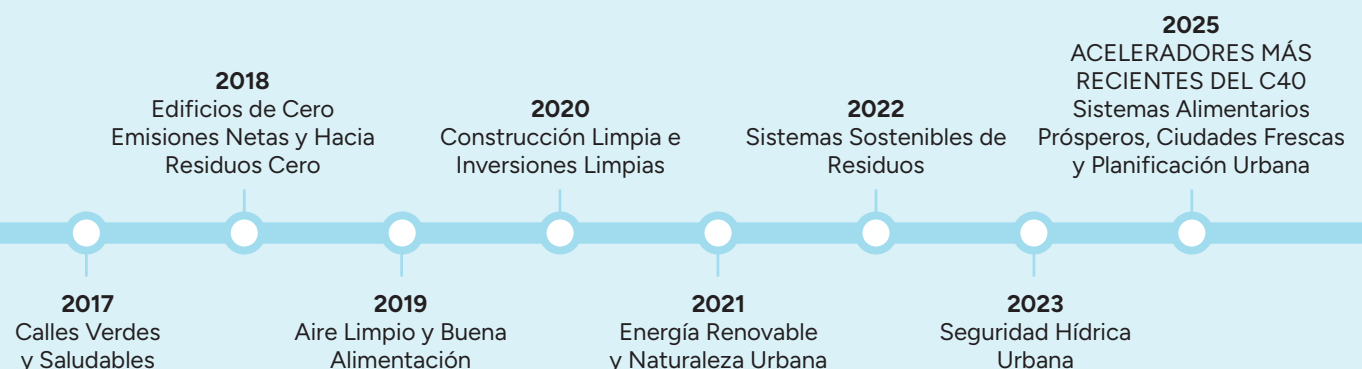 2017
Calles Verdes
y Saludables
2018
Edificios de Cero
Emisiones Netas y Hacia
Residuos Cero
2019
Aire Limpio y Buena
Alimentación
2020
Construcción Limpia e
Inversiones Limpias
2021
Energía Renovable
y Naturaleza Urbana
2022
Sistemas Sostenibles de
Residuos
2023
Seguridad Hídrica
Urbana
2025
ACELERADORES MÁS
RECIENTES DEL C40
Sistemas Alimentarios
Prósperos, Ciudades Frescas
y Planificación Urbana